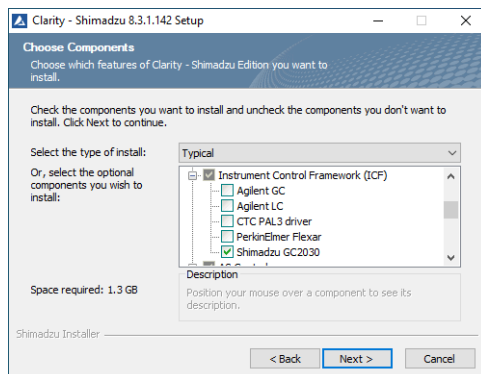 Clarity - Shimadzu 8.3.1.142 Setup
Choose Components
Choose which features of Clarity - Shimadzu Edition you want to
install.
Check the components you want to install and uncheck the components you don't want to
install. Click Next to continue.
Select the type of install:
Typical
Or, select the optional
components you wish to
install:
Instrument Control Framework (ICF)
Agilent GC
Agilent LC
CTC PAL3 driver
PerkinElmer Flexar
Shimadzu GC2030
Space required: 1.3 GB
Description
Position your mouse over a component to see its
description.
Shimadzu Installer
< Back
Next >
Cancel